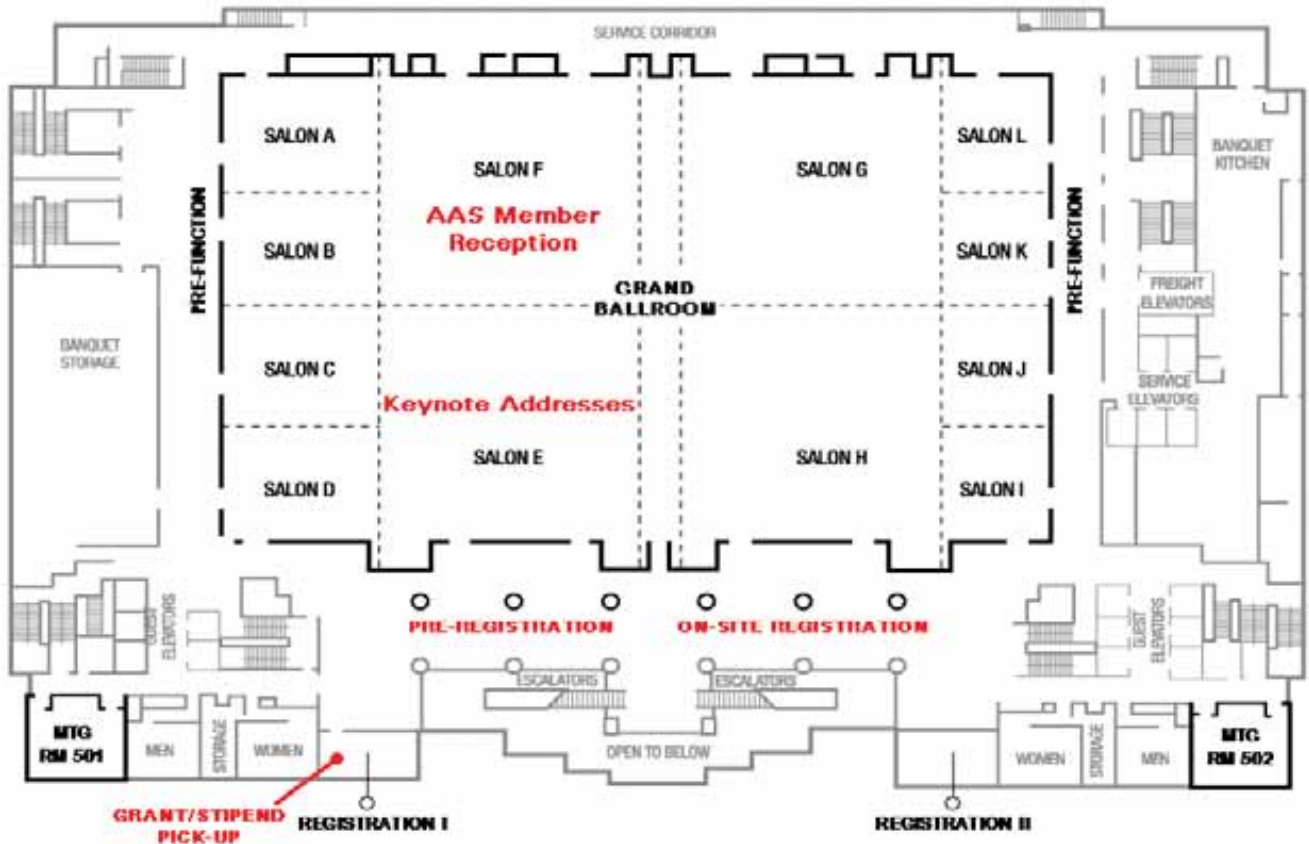 SERVICE CORRIDOR
SALON A
SALON F
SALON G
SALON L
BANQUET
KITCHEN
PRE-FUNCTION
AAS Member
Reception
SALON B
SALON K
PRE-FUNCTION
GRAND
BALLROOM
FREIGHT
ELEVATORS
BANQUET
STORAGE
SALON C
SALON J
Keynote Addresses
SERVICE
ELEVATORS
SALON D
SALON E
SALON H
SALON I
PRE-REGISTRATION
ON-SITE REGISTRATION
GUEST
ELEVATORS
GUEST
ELEVATORS
ESCALATORS
ESCALATORS
MTG
RM 501
MEN
STORAGE
WOMEN
OPEN TO BELOW
WOMEN
STORAGE
MEN
MTG
RM 502
GRANT/STIPEND
PICK-UP
REGISTRATION I
REGISTRATION II